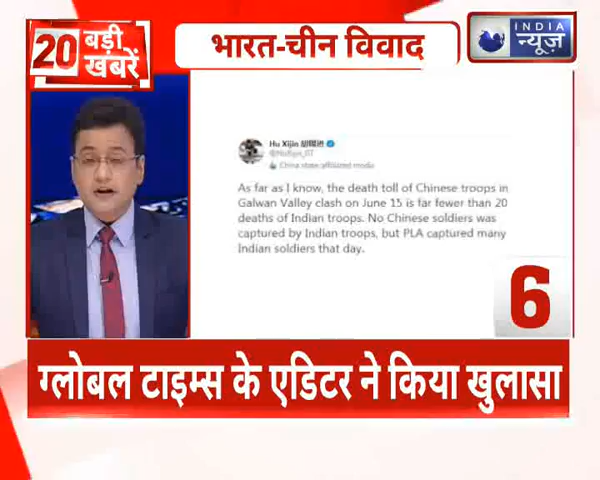 20 बड़ी
खबरें
भारत-चीन विवाद
INDIA
न्यूज़
Hu Xijin 胡锡进
@HuXijin_GT
China state-affiliated media
As far as I know, the death toll of Chinese troops in
Galwan Valley clash on June 15 is far fewer than 20
deaths of Indian troops. No Chinese soldiers was
captured by Indian troops, but PLA captured many
Indian soldiers that day.
6
ग्लोबल टाइम्स के एडिटर ने किया खुलासा